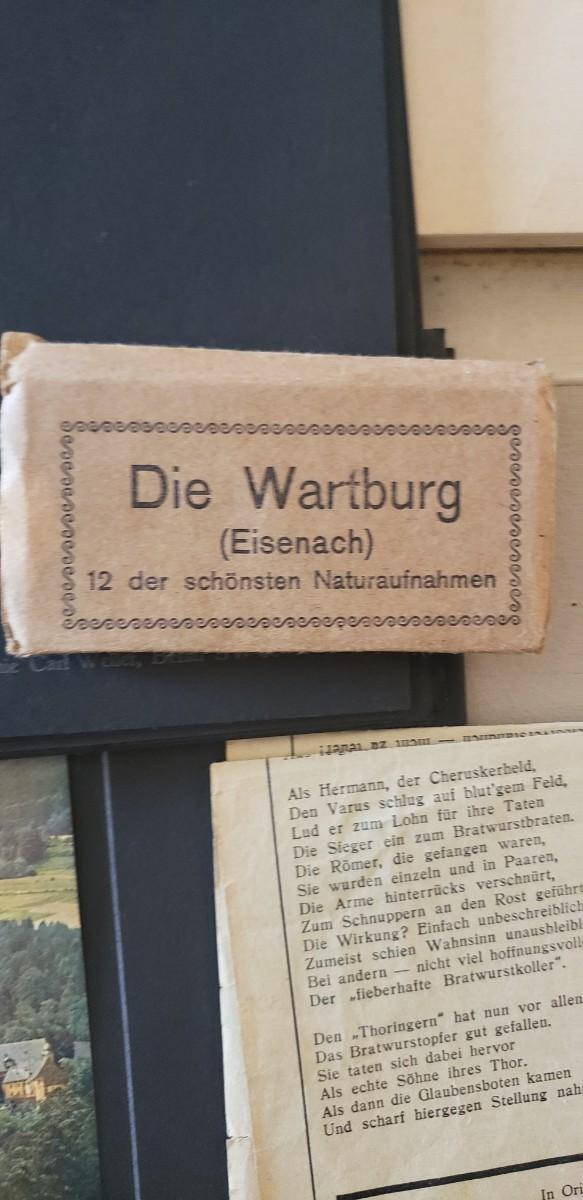 Die Wartburg
(Eisenach)
12 der schönsten Naturaufnahmen
Carl
Als Hermann, der Cheruskerheld,
Den Varus schlug auf blut'gem Feld,
Lud er zum Lohn für ihre Taten
Die Sieger ein zum Bratwurstbraten.
Die Römer, die gefangen waren,
Sie wurden einzeln und in Paaren,
Die Arme hinterrücks verschnürt,
Zum Schnuppern an den Rost geführt
Die Wirkung? Einfach unbeschreiblich
Zumeist schien Wahnsinn unausbleibl
Bei andern — nicht viel hoffnungsvoll
Der „fieberhafte Bratwurstkoller“.
Den „Thoringern“ hat nun vor allen
Das Bratwurstopfer gut gefallen.
Sie taten sich dabei hervor
Als echte Söhne ihres Thor.
Als dann die Glaubensboten kamen
Und scharf hiergegen Stellung nah
In Ori